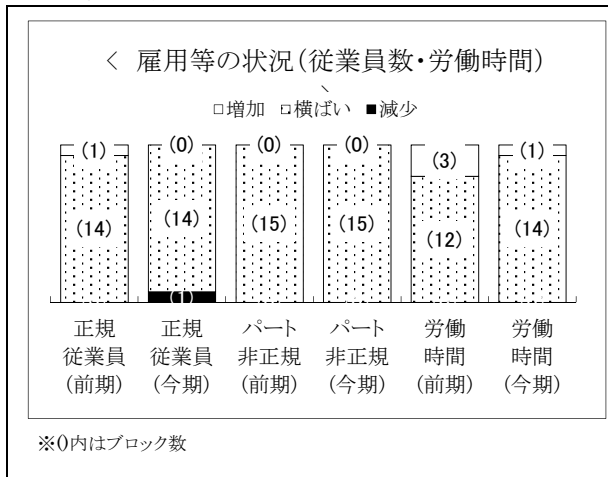 < 雇用等の状況(従業員数・労働時間)
□増加 □横ばい ■減少
(1) (0) (0) (0) (3) (1)
(14) (14) (15) (15) (12) (14)
(1)
正規 正規 パート パート 労働 労働
従業員 従業員 非正規 非正規 時間 時間
(前期) (今期) (前期) (今期) (前期) (今期)
※()内はブロック数